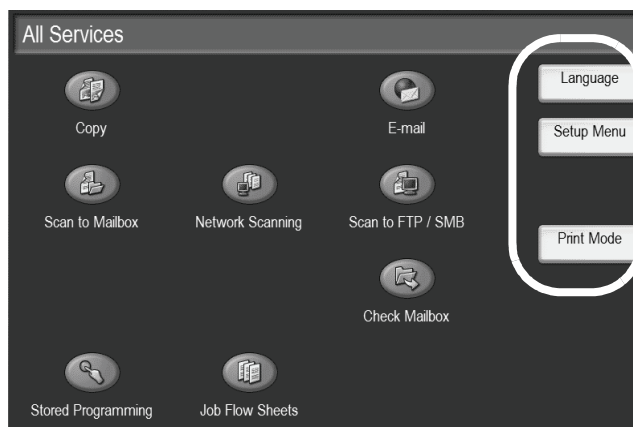 All Services
Language
Copy
E-mail
Setup Menu
Scan to Mailbox
Network Scanning
Scan to FTP / SMB
Print Mode
Check Mailbox
Stored Programming
Job Flow Sheets